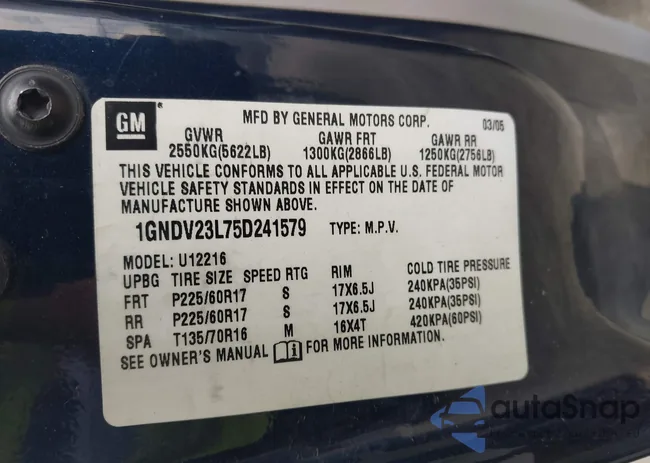 GM
MFD BY GENERAL MOTORS CORP. 03/05
GVWR GAWR FRT GAWR RR
2550KG(5622LB) 1300KG(2866LB) 1250KG(2756LB)
THIS VEHICLE CONFORMS TO ALL APPLICABLE U.S. FEDERAL MOTOR
VEHICLE SAFETY STANDARDS IN EFFECT ON THE DATE OF
MANUFACTURE SHOWN ABOVE.
1GNDV23L75D241579 TYPE: M.P.V.
MODEL: U12216
UPBG TIRE SIZE SPEED RTG RIM COLD TIRE PRESSURE
FRT P225/60R17 S 17X6.5J 240KPA(35PSI)
RR P225/60R17 S 17X6.5J 240KPA(35PSI)
SPA T135/70R16 M 16X4T 420KPA(60PSI)
SEE OWNER'S MANUAL FOR MORE INFORMATION.
autoSnap